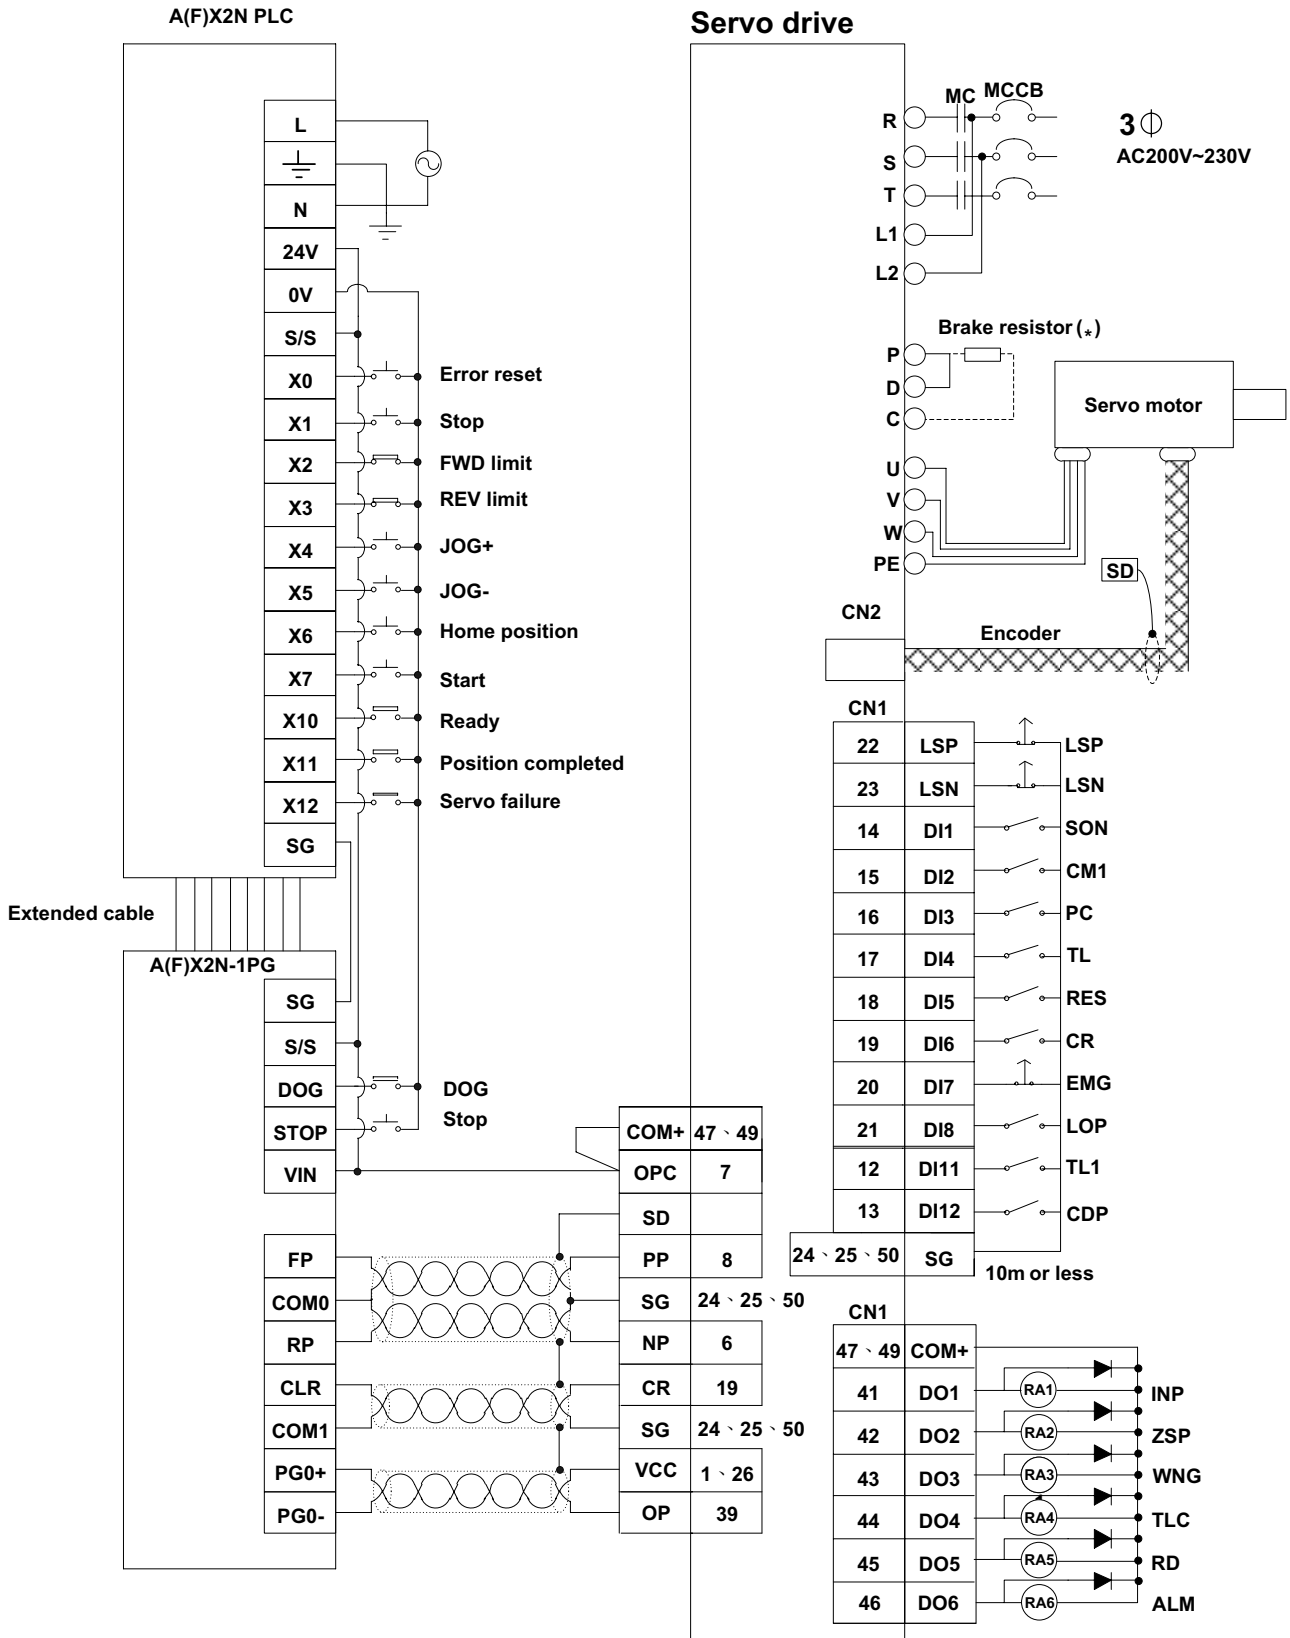 A(F)X2N PLC
L
N
24V
0V
S/S
X0 Error reset
X1 Stop
X2 FWD limit
X3 REV limit
X4 JOG+
X5 JOG-
X6 Home position
X7 Start
X10 Ready
X11 Position completed
X12 Servo failure
SG
Extended cable
A(F)X2N-1PG
SG
S/S
DOG DOG
STOP Stop
VIN
FP
COM0
RP
CLR
COM1
PG0+
PG0-
COM+ 47、49
OPC 7
SD
PP 8
SG 24、25、50
NP 6
CR 19
SG 24、25、50
VCC 1、26
OP 39
Servo drive
MC MCCB
R
S
T
L1
L2
3
AC200V~230V
Brake resistor (*)
P
D
C
Servo motor
U
V
W
PE
SD
CN2
Encoder
CN1
22 LSP LSP
23 LSN LSN
14 DI1 SON
15 DI2 CM1
16 DI3 PC
17 DI4 TL
18 DI5 RES
19 DI6 CR
20 DI7 EMG
21 DI8 LOP
12 DI11 TL1
13 DI12 CDP
24、25、50 SG
10m or less
CN1
47、49 COM+
41 DO1 RA1 INP
42 DO2 RA2 ZSP
43 DO3 RA3 WNG
44 DO4 RA4 TLC
45 DO5 RA5 RD
46 DO6 RA6 ALM